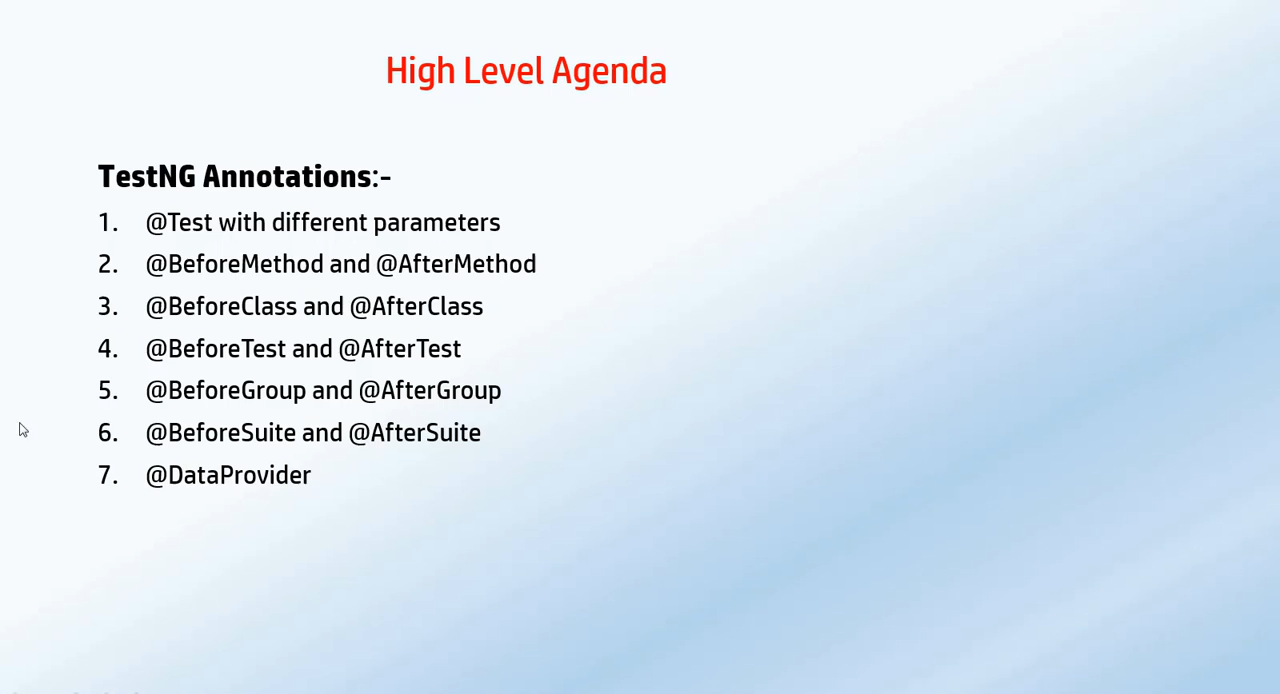 High Level Agenda
TestNG Annotations:-
1. @Test with different parameters
2. @BeforeMethod and @AfterMethod
3. @BeforeClass and @AfterClass
4. @BeforeTest and @AfterTest
5. @BeforeGroup and @AfterGroup
6. @BeforeSuite and @AfterSuite
7. @DataProvider